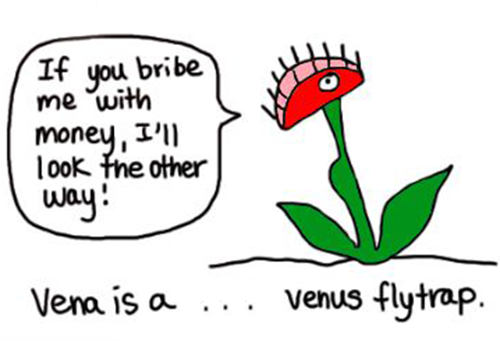 If you bribe
me with
money, I'll
look the other
way!
Vena is a ... venus flytrap.